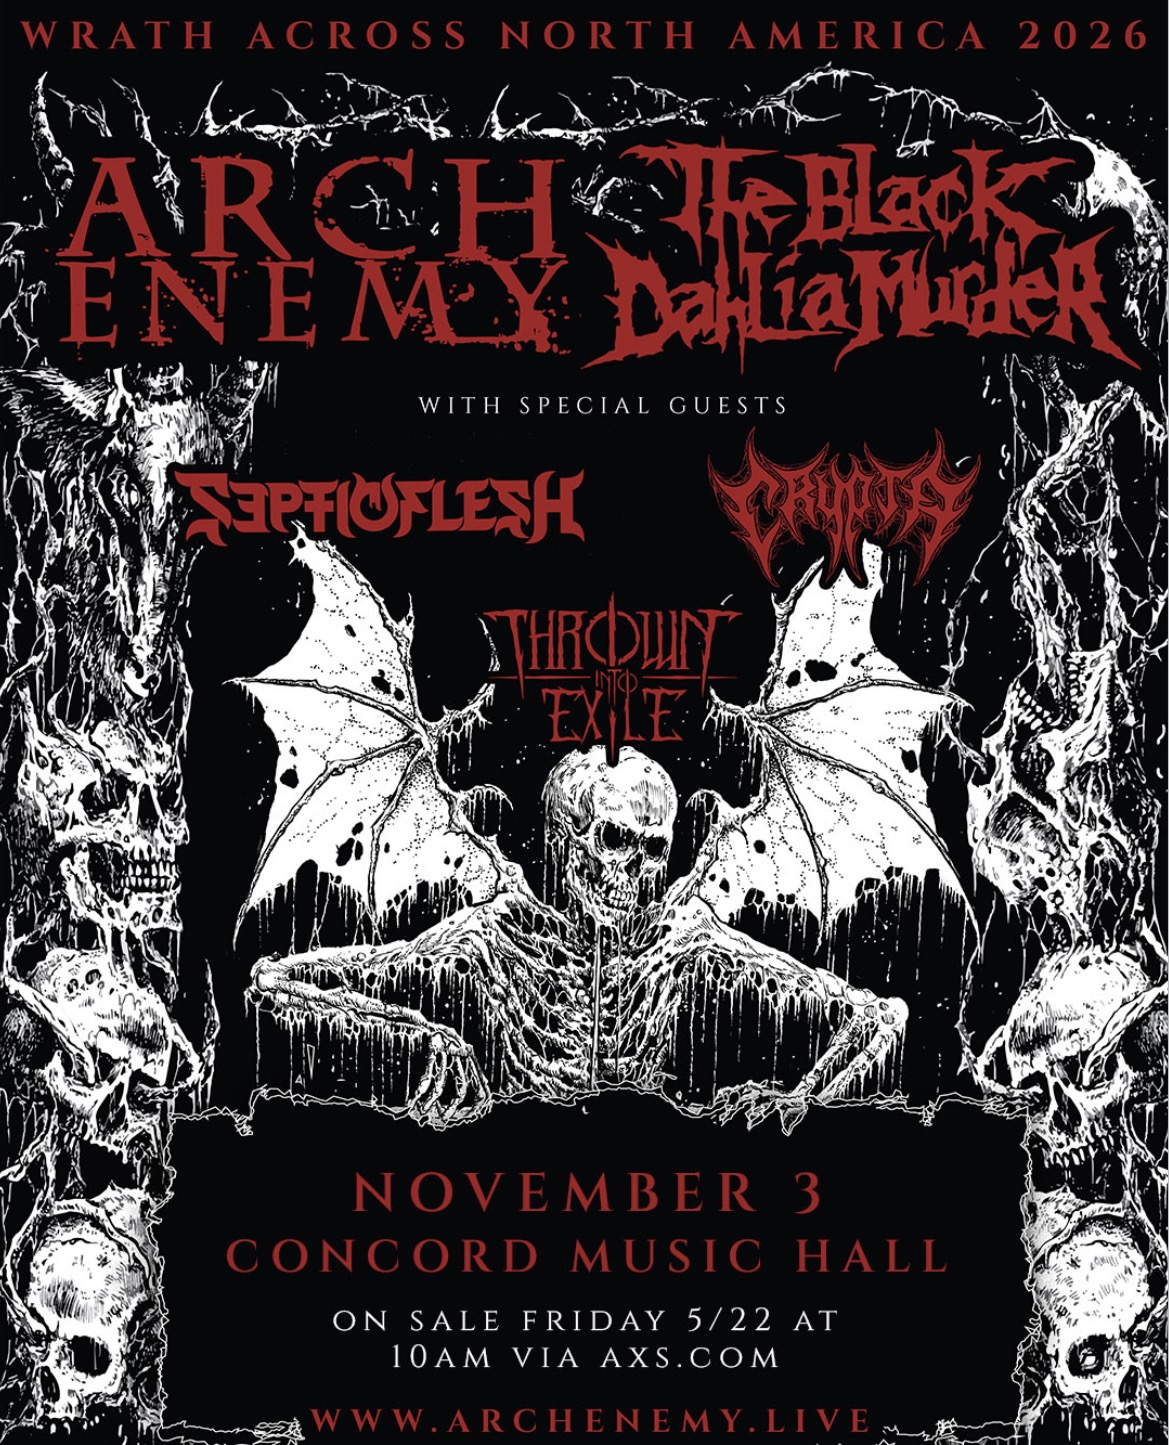 WRATH ACROSS NORTH AMERICA 2026
ARCH ENEMY
THE BLACK DAHLIA MURDER
WITH SPECIAL GUESTS
SEPTICFLESH
CRYPTA
THROWN
INTO
EXILE
NOVEMBER 3
CONCORD MUSIC HALL
ON SALE FRIDAY 5/22 AT
10AM VIA AXS.COM
WWW.ARCHENEMY.LIVE